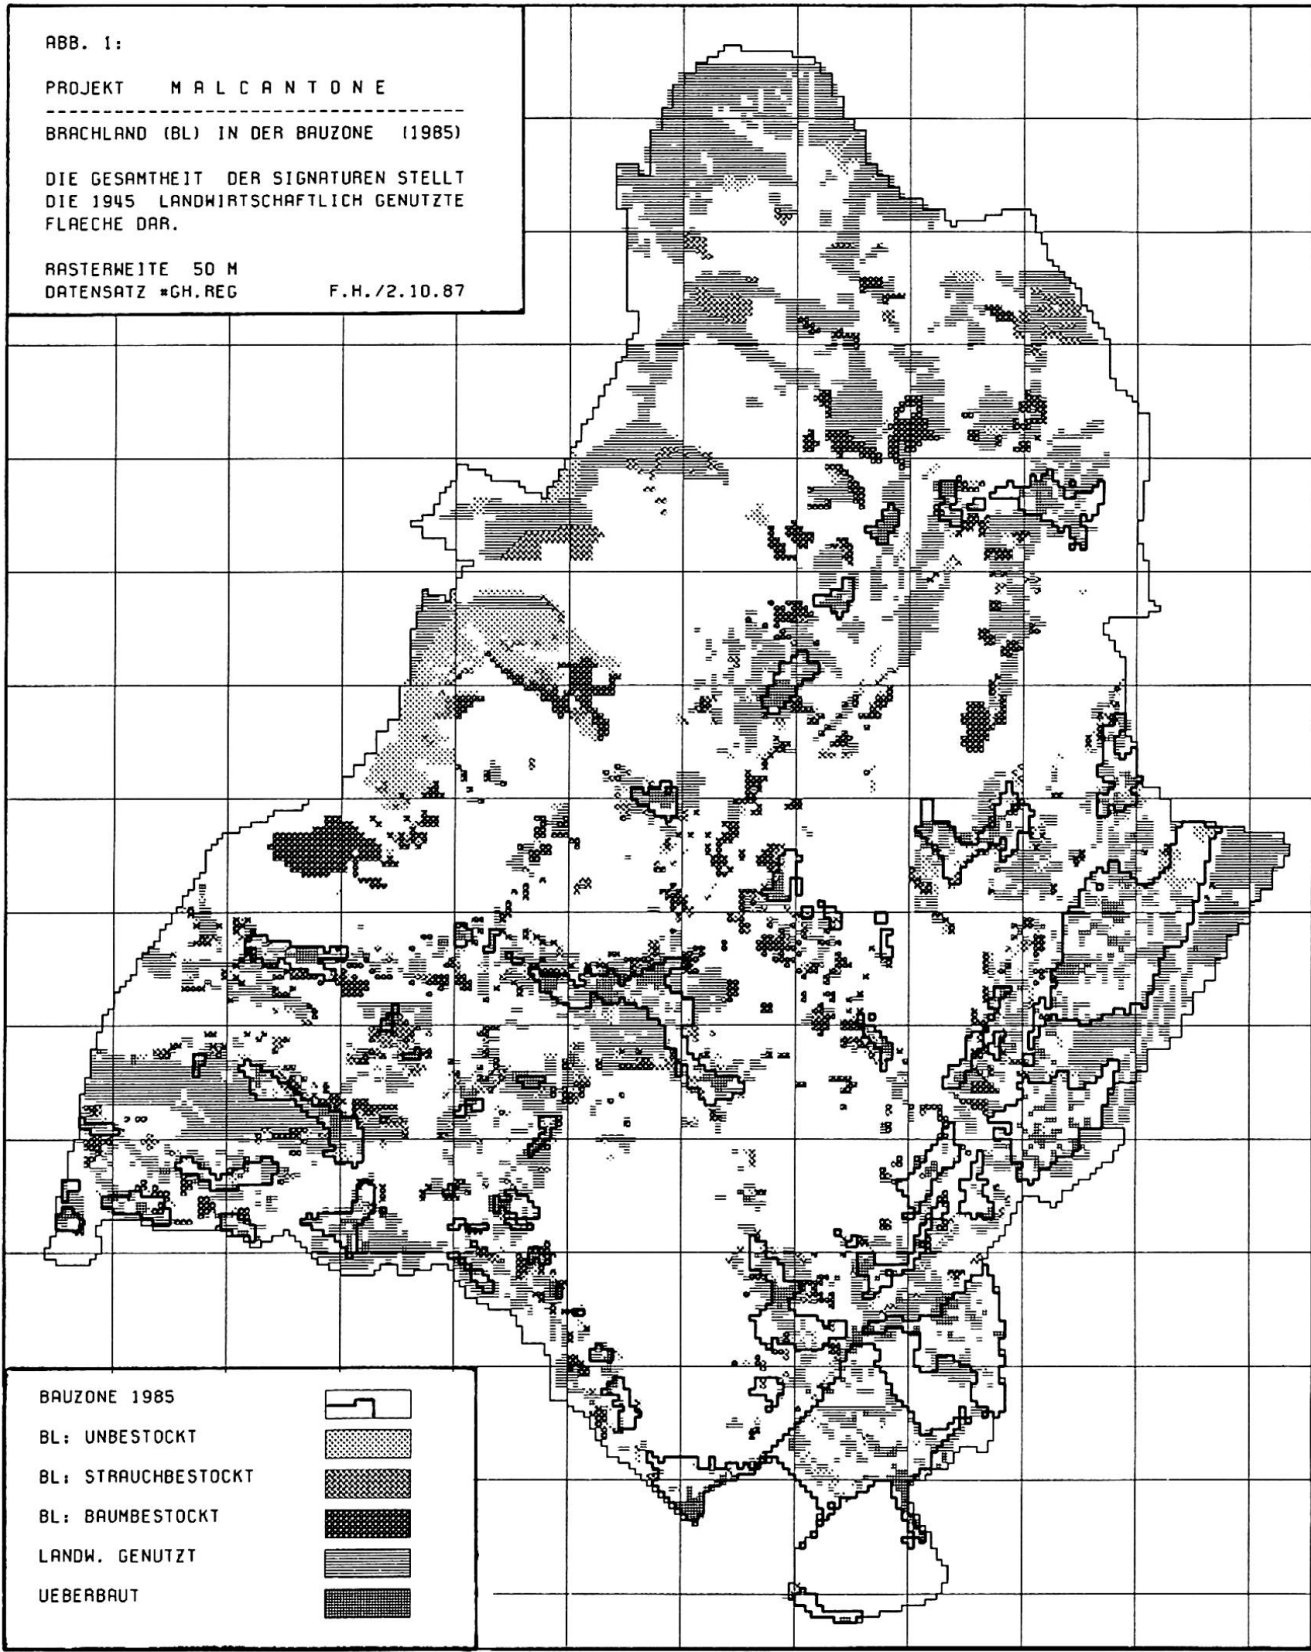 ABB. 1:
PROJEKT MALCANTONE
BRACHLAND (BL) IN DER BAUZONE (1985)
DIE GESAMTHEIT DER SIGNATUREN STELLT
DIE 1945 LANDWIRTSCHAFTLICH GENUTZTE
FLAECHE DAR.
RASTERWEITE 50 M
DATENSATZ *GH.REG F.H./2.10.87
BAUZONE 1985
BL: UNBESTOCKT
BL: STRAUCHBESTOCKT
BL: BAUMBESTOCKT
LANDW. GENUTZT
UEBERBAUT